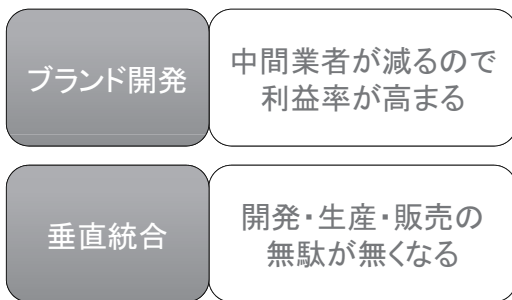 ブランド開発
中間業者が減るので
利益率が高まる
垂直統合
開発・生産・販売の
無駄が無くなる